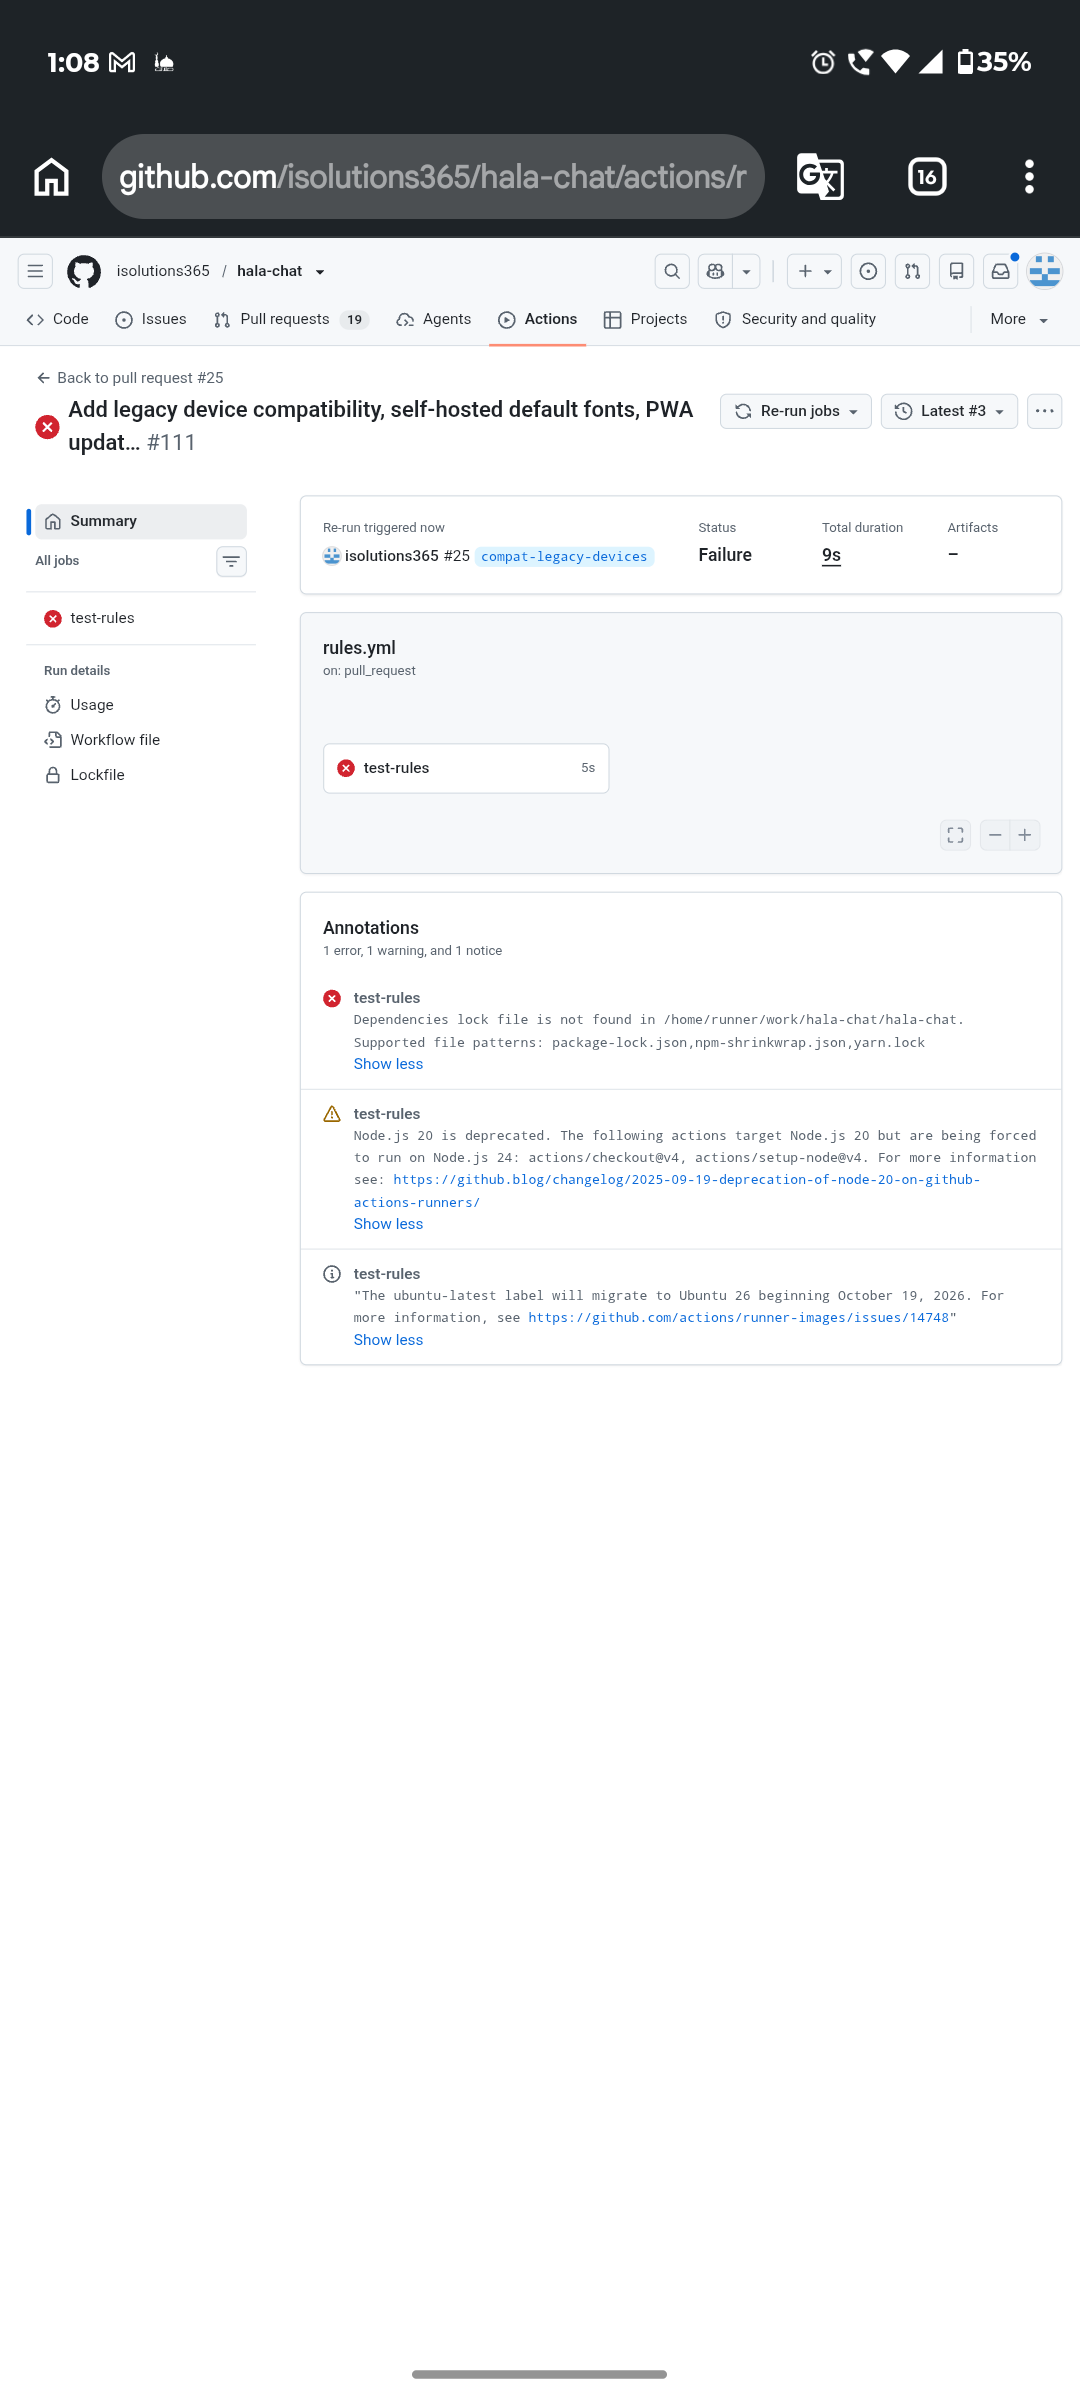 1:08
35%
github.com/isolutions365/hala-chat/actions/r
16
isolutions365 / hala-chat
Code Issues Pull requests 19 Agents Actions Projects Security and quality More
Back to pull request #25
Add legacy device compatibility, self-hosted default fonts, PWA
updat... #111
Re-run jobs
Latest #3
Summary
All jobs
test-rules
Run details
Usage
Workflow file
Lockfile
Re-run triggered now
isolutions365 #25 compat-legacy-devices
Status
Failure
Total duration
9s
Artifacts
–
rules.yml
on: pull_request
test-rules 5s
Annotations
1 error, 1 warning, and 1 notice
test-rules
Dependencies lock file is not found in /home/runner/work/hala-chat/hala-chat.
Supported file patterns: package-lock.json,npm-shrinkwrap.json,yarn.lock
Show less
test-rules
Node.js 20 is deprecated. The following actions target Node.js 20 but are being forced
to run on Node.js 24: actions/checkout@v4, actions/setup-node@v4. For more information
see: https://github.blog/changelog/2025-09-19-deprecation-of-node-20-on-github-
actions-runners/
Show less
test-rules
"The ubuntu-latest label will migrate to Ubuntu 26 beginning October 19, 2026. For
more information, see https://github.com/actions/runner-images/issues/14748"
Show less